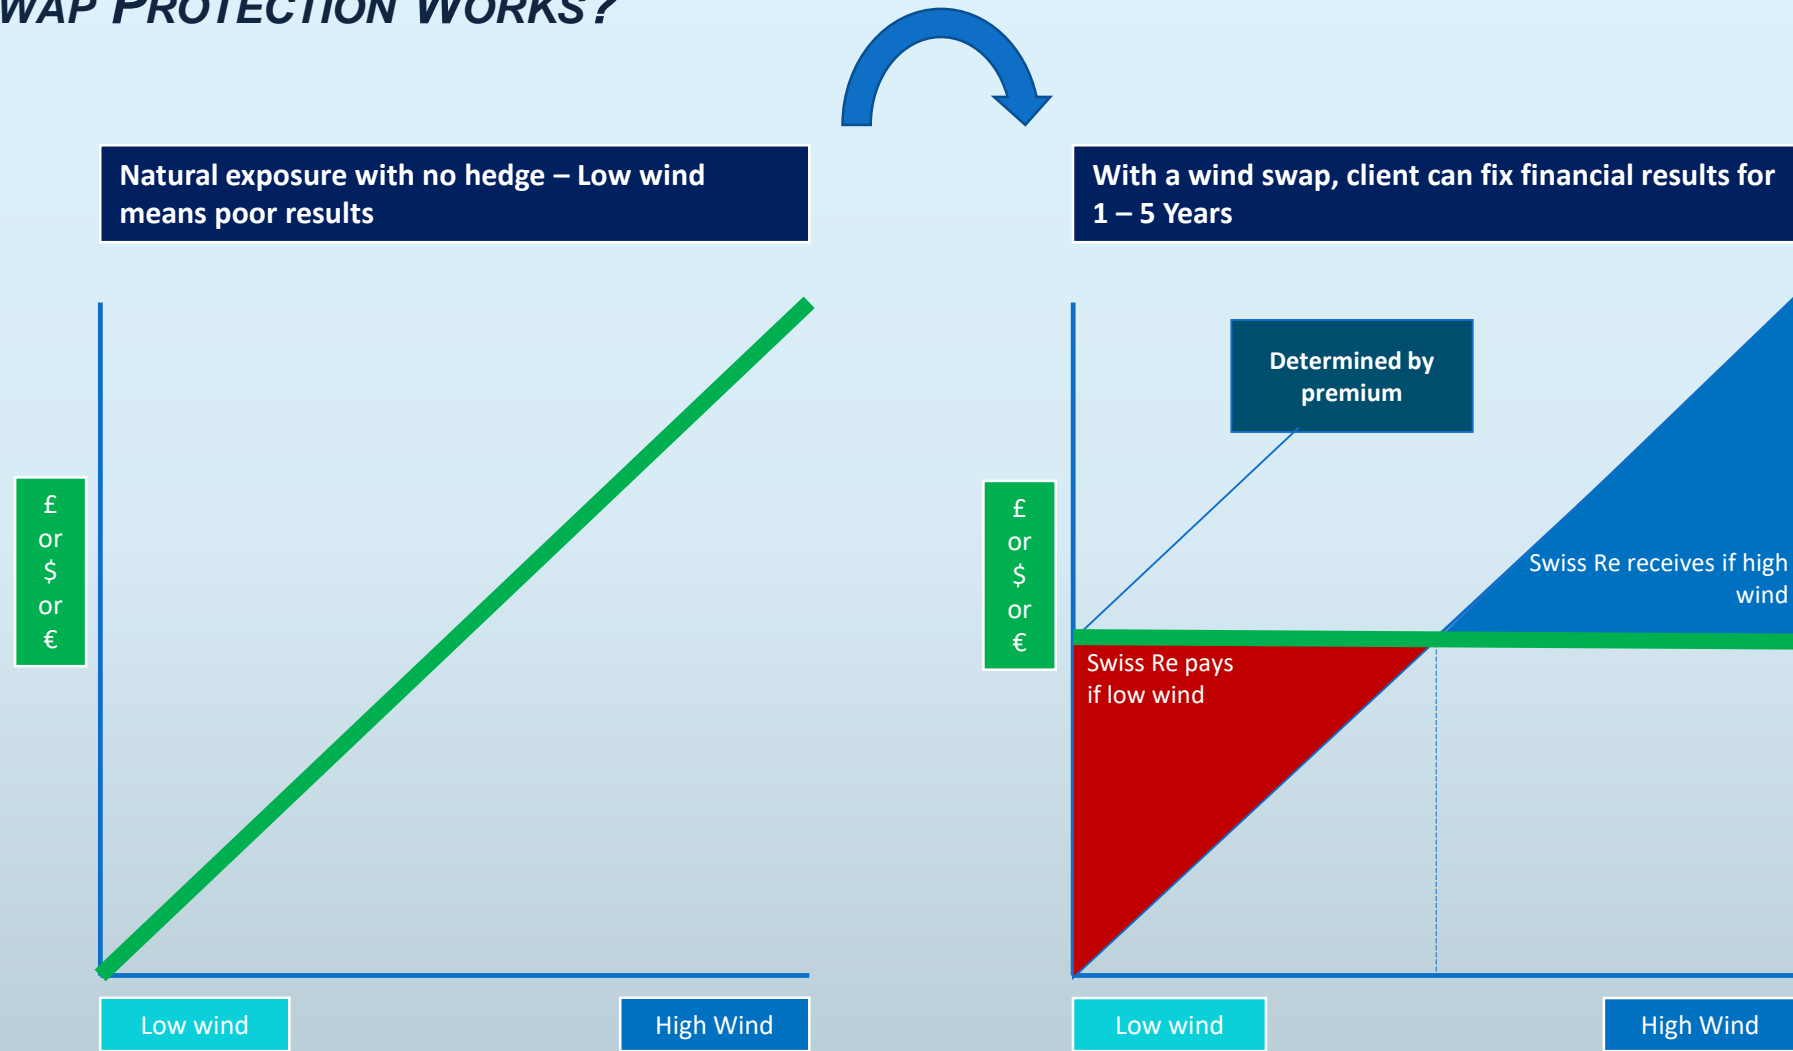 WAP PROTECTION WORKS?
Natural exposure with no hedge – Low wind
means poor results
£
or
$
or
€
Low wind
High Wind
With a wind swap, client can fix financial results for
1 – 5 Years
Determined by
premium
£
or
$
or
€
Swiss Re receives if high
wind
Swiss Re pays
if low wind
Low wind
High Wind